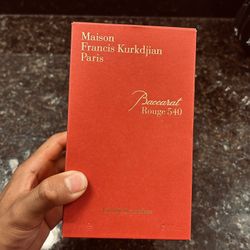 Maison
Francis Kurkdjian
Paris
Baccarat
Rouge 540